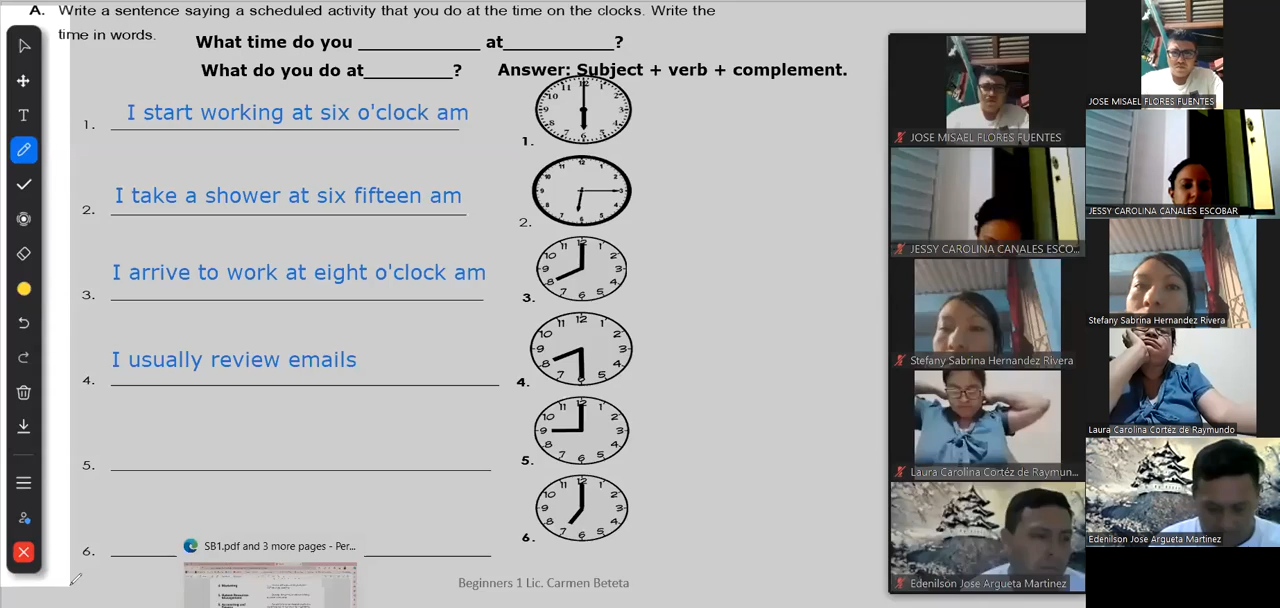 A. Write a sentence saying a scheduled activity that you do at the time on the clocks. Write the
time in words.
What time do you ____________ at___________?
What do you do at_________?
Answer: Subject + verb + complement.
1. I start working at six o'clock am
1.
2. I take a shower at six fifteen am
2.
3. I arrive to work at eight o'clock am
3.
4. I usually review emails
4.
5.
5.
6.
6.
SB1.pdf and 3 more pages - Per...
Beginners 1 Lic. Carmen Beteta
JOSE MISAEL FLORES FUENTES
JESSY CAROLINA CANALES ESCO...
Stefany Sabrina Hernandez Rivera
Laura Carolina Cortéz de Raymun...
Edenilson Jose Argueta Martinez
JOSE MISAEL FLORES FUENTES
JESSY CAROLINA CANALES ESCOBAR
Stefany Sabrina Hernandez Rivera
Laura Carolina Cortéz de Raymundo
Edenilson Jose Argueta Martinez